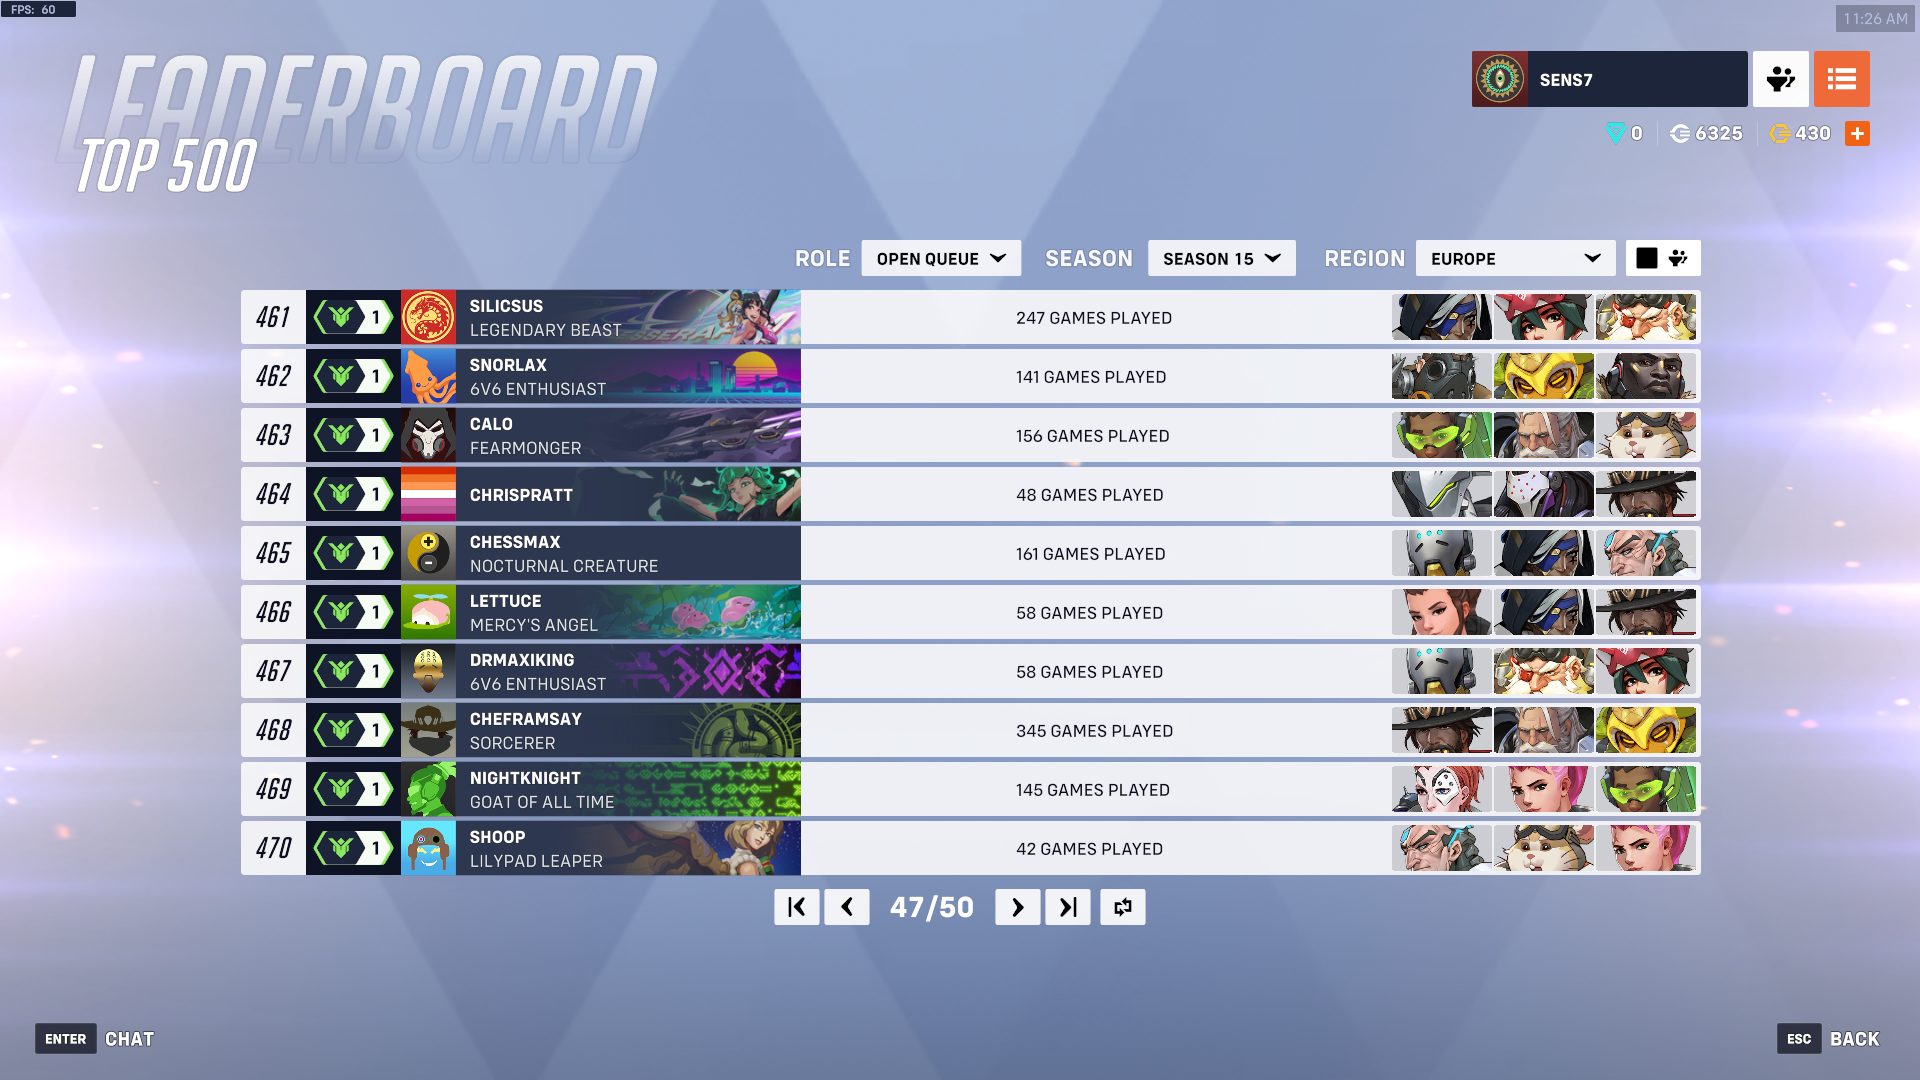 FPS: 60
11:26 AM
LEADERBOARD
TOP 500
SENS7
0
6325
430
ROLE
OPEN QUEUE
SEASON
SEASON 15
REGION
EUROPE
461
1
SILICSUS
LEGENDARY BEAST
247 GAMES PLAYED
462
1
SNORLAX
6V6 ENTHUSIAST
141 GAMES PLAYED
463
1
CALO
FEARMONGER
156 GAMES PLAYED
464
1
CHRISPRATT
48 GAMES PLAYED
465
1
CHESSMAX
NOCTURNAL CREATURE
161 GAMES PLAYED
466
1
LETTUCE
MERCY'S ANGEL
58 GAMES PLAYED
467
1
DRMAXIKING
6V6 ENTHUSIAST
58 GAMES PLAYED
468
1
CHEFRAMSAY
SORCERER
345 GAMES PLAYED
469
1
NIGHTKNIGHT
GOAT OF ALL TIME
145 GAMES PLAYED
470
1
SHOOP
LILYPAD LEAPER
42 GAMES PLAYED
47/50
ENTER CHAT
ESC BACK